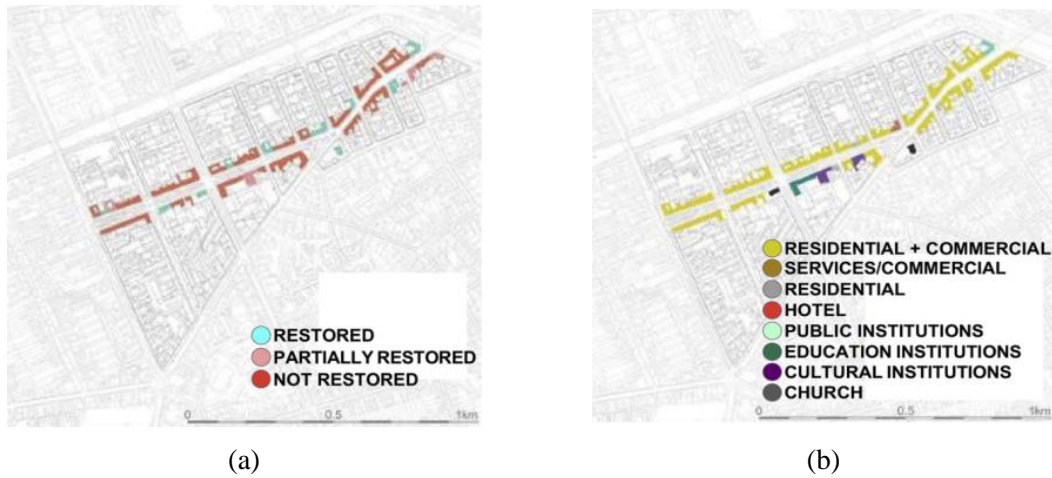 RESTORED
PARTIALLY RESTORED
NOT RESTORED
0 0.5 1km
(a)
RESIDENTIAL + COMMERCIAL
SERVICES/COMMERCIAL
RESIDENTIAL
HOTEL
PUBLIC INSTITUTIONS
EDUCATION INSTITUTIONS
CULTURAL INSTITUTIONS
CHURCH
0 0.5 1km
(b)